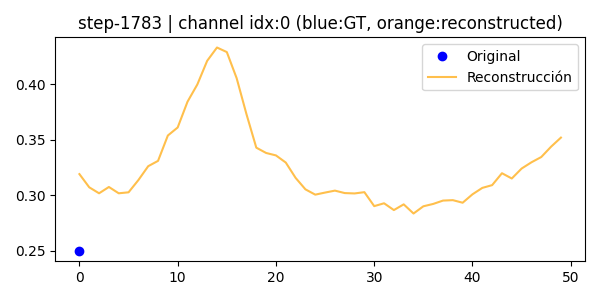 step-1783 | channel idx:0 (blue:GT, orange:reconstructed)
Original
Reconstrucción
0.40
0.35
0.30
0.25
0 10 20 30 40 50